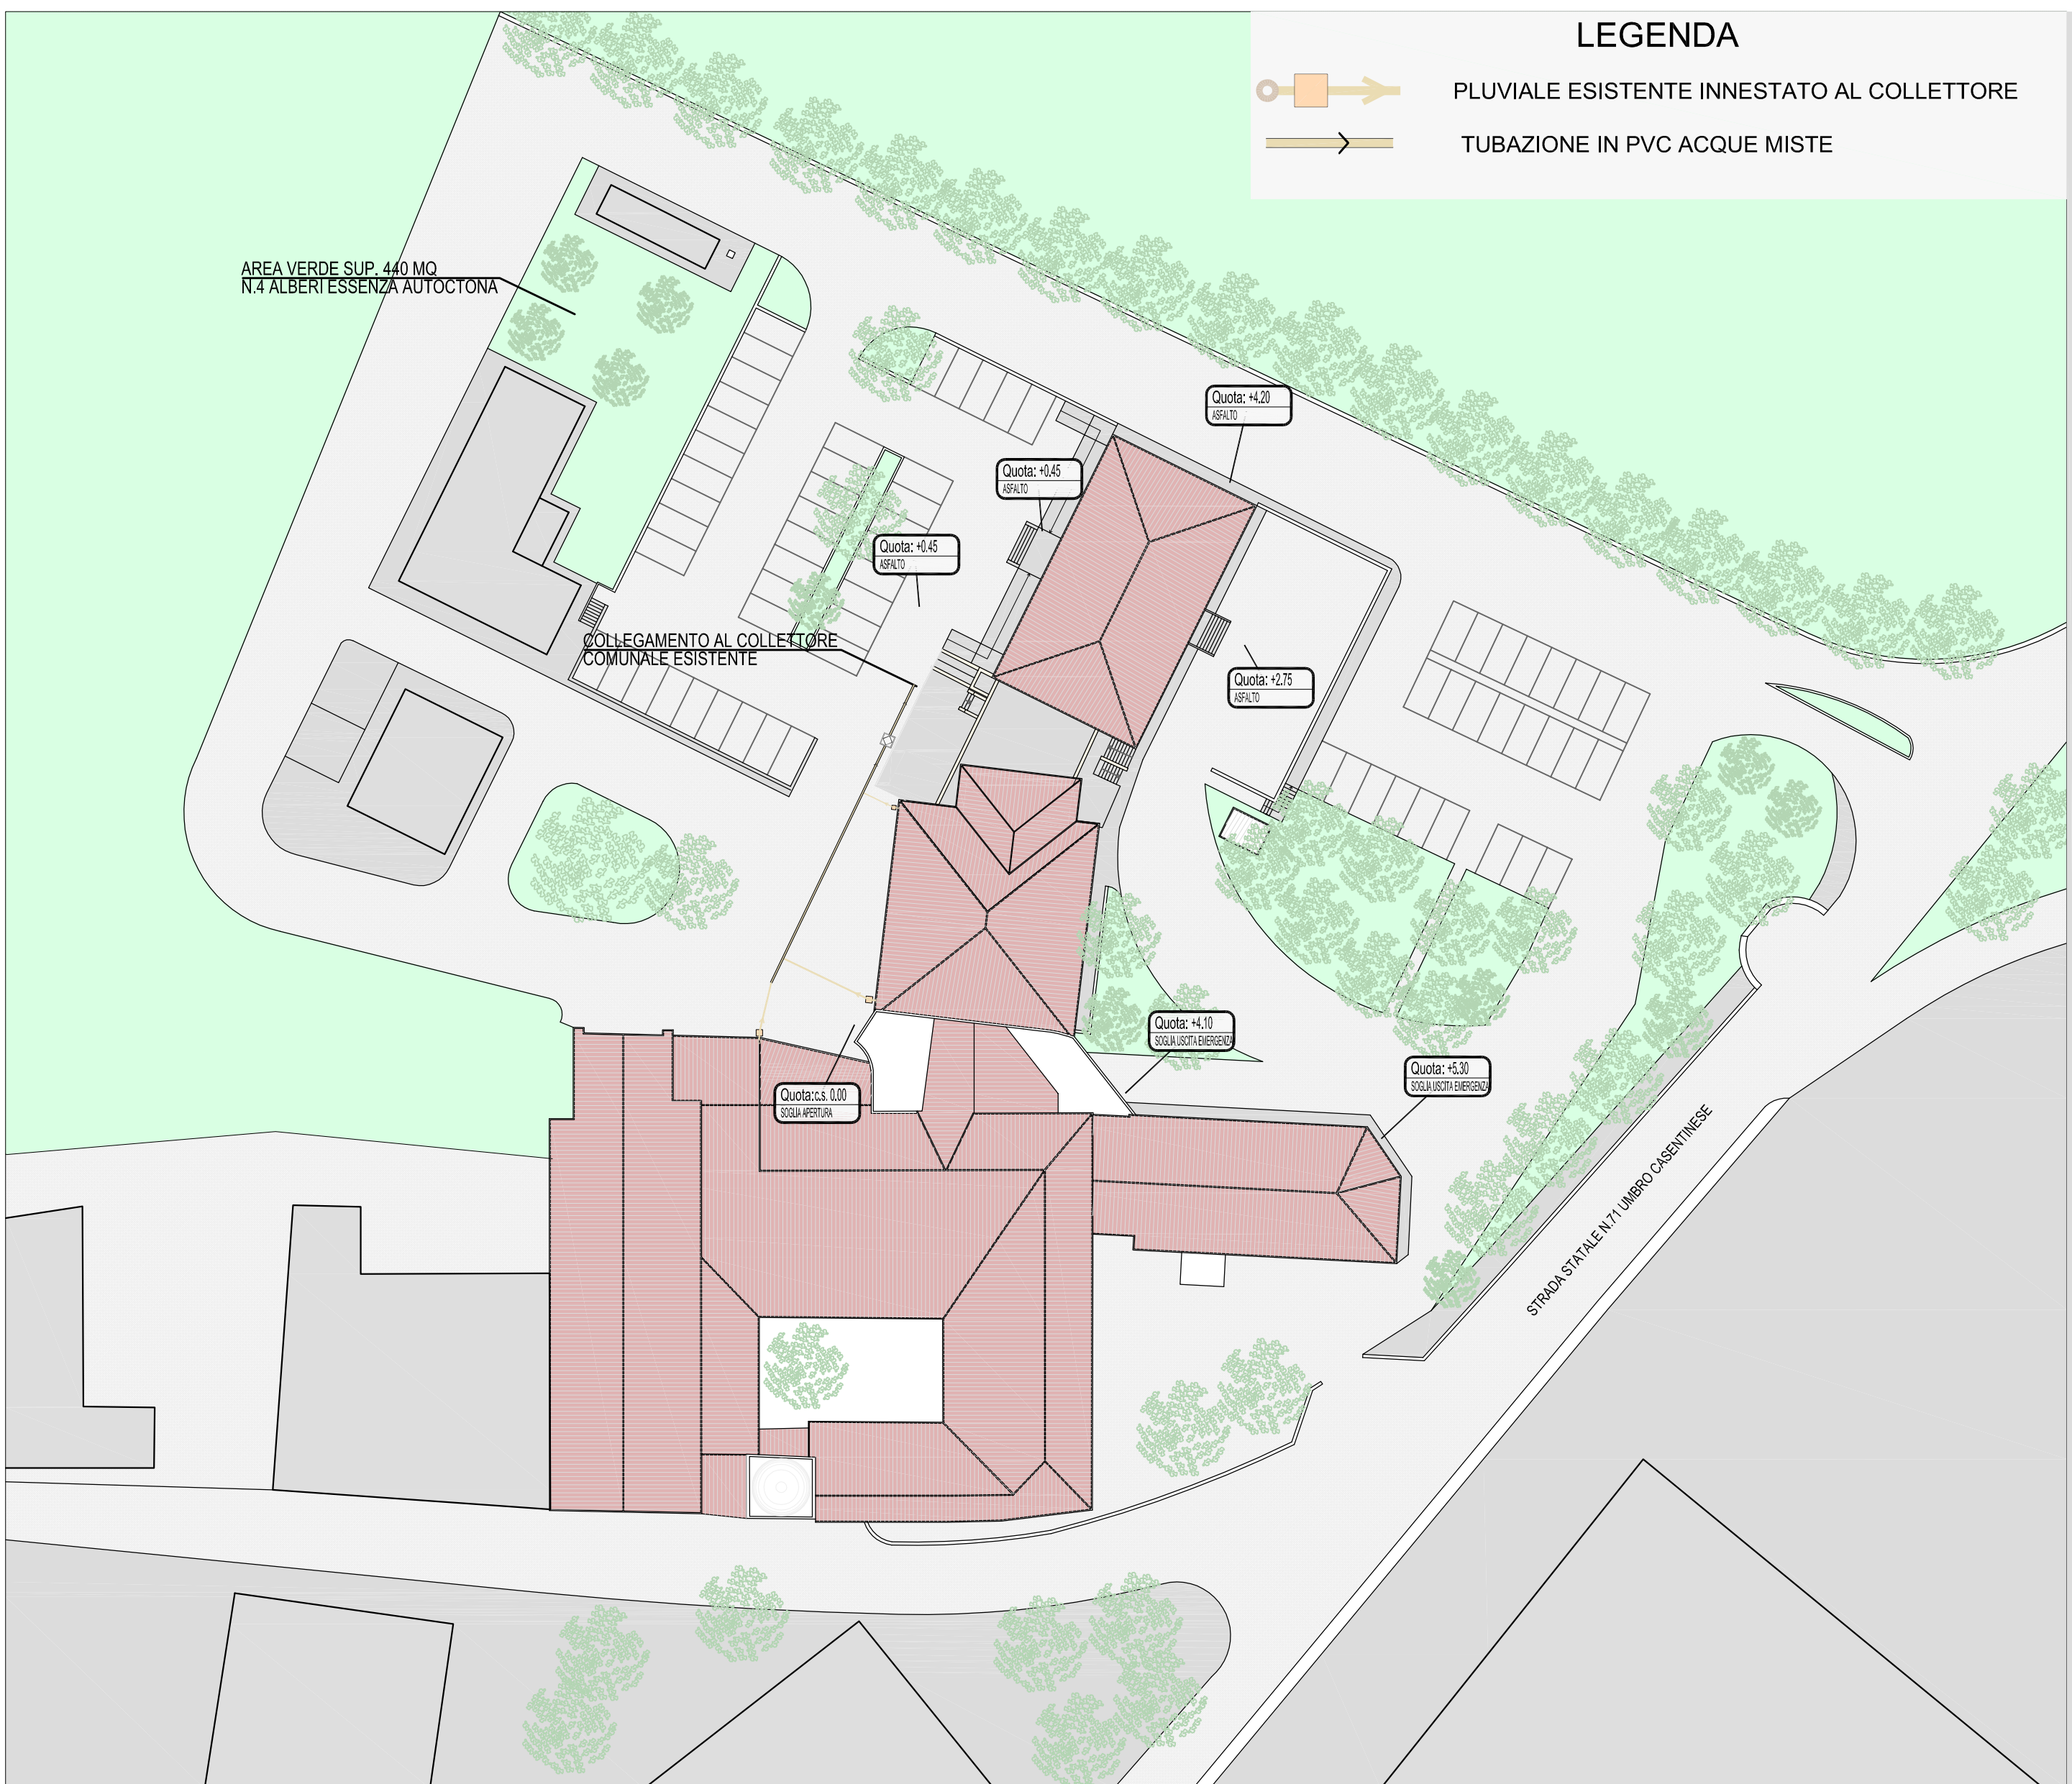 LEGENDA
PLUVIALE ESISTENTE INNESTATO AL COLLETTORE
TUBAZIONE IN PVC ACQUE MISTE
AREA VERDE SUP. 440 MQ
N.4 ALBERI ESSENZA AUTOCTONA
Quota: +4.20
ASFALTO
Quota: +0.45
ASFALTO
Quota: +0.45
ASFALTO
COLLEGAMENTO AL COLLETTORE
COMUNALE ESISTENTE
Quota: +2.75
ASFALTO
Quota: +4.10
SOGLIA USCITA EMERGENZA
Quota: +5.30
SOGLIA USCITA EMERGENZA
Quota:c.s. 0.00
SOGLIA APERTURA
STRADA STATALE N.71 UMBRO CASENTINESE